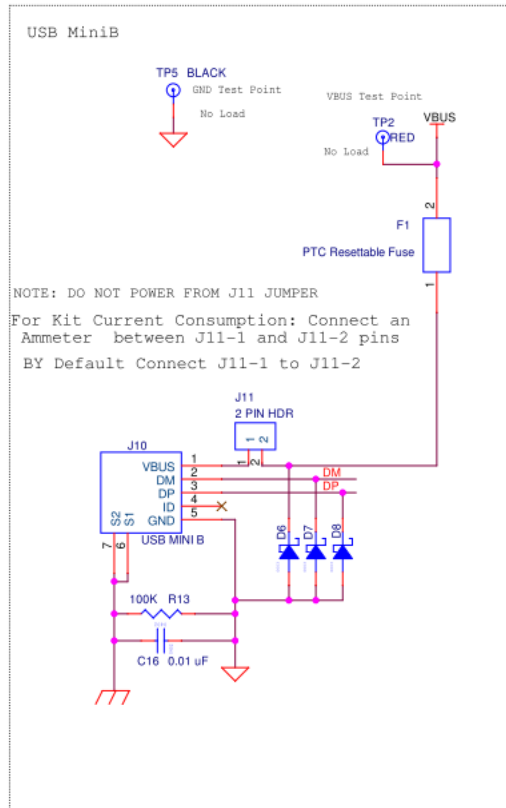 USB MiniB
TP5 BLACK
GND Test Point
No Load
VBUS Test Point
TP2
RED
VBUS
No Load
2
F1
PTC Resettable Fuse
1
NOTE: DO NOT POWER FROM J11 JUMPER
For Kit Current Consumption: Connect an
Ammeter between J11-1 and J11-2 pins
BY Default Connect J11-1 to J11-2
J11
2 PIN HDR
1 2
1 2
J10
VBUS 1
DM 2
DP 3
ID 4
GND 5
S2 S1
7 6
USB MINI B
DM
DP
D6 D7 D8
100K R13
C16 0.01 uF